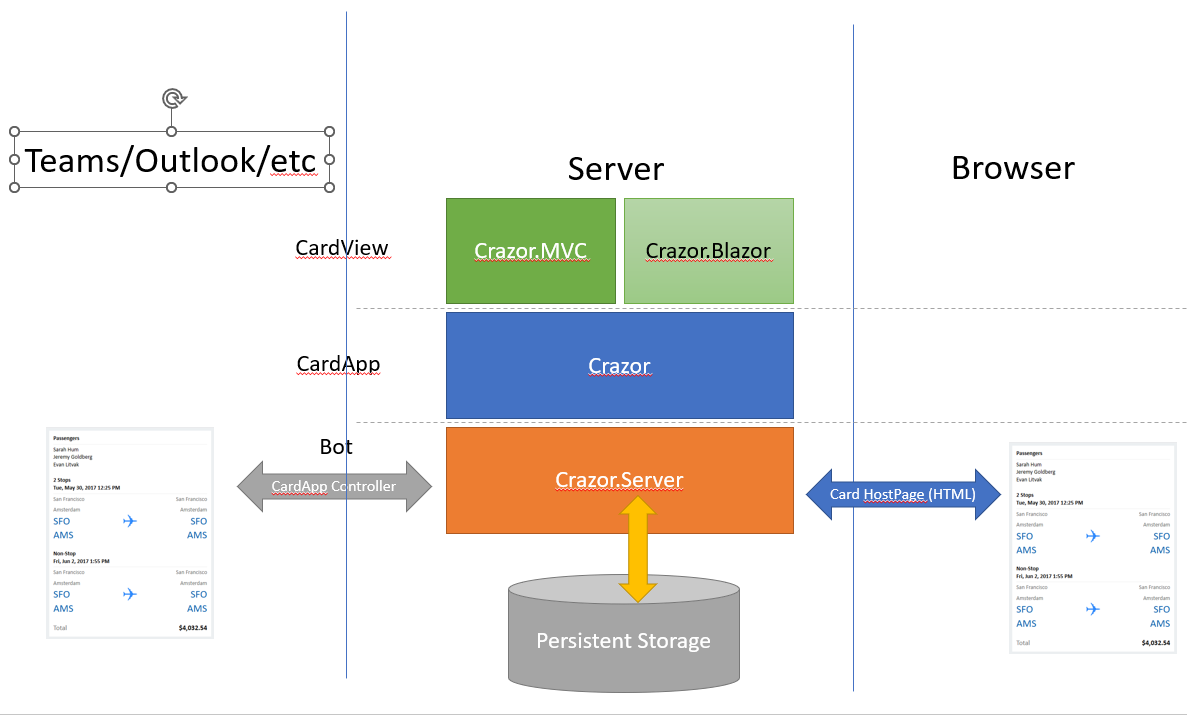 Teams/Outlook/etc
Server
Browser
CardView
Crazor.MVC
Crazor.Blazor
CardApp
Crazor
Bot
CardApp Controller
Crazor.Server
Card HostPage (HTML)
Persistent Storage
Passengers
Sarah Hum
Jeremy Goldberg
Evan Litvak
2 Stops
Tue, May 30, 2017 12:25 PM
San Francisco San Francisco
Amsterdam Amsterdam
SFO SFO
AMS AMS
Non-Stop
Fri, Jun 2, 2017 1:55 PM
San Francisco San Francisco
Amsterdam Amsterdam
SFO SFO
AMS AMS
Total $4,032.54
Passengers
Sarah Hum
Jeremy Goldberg
Evan Litvak
2 Stops
Tue, May 30, 2017 12:25 PM
San Francisco San Francisco
Amsterdam Amsterdam
SFO SFO
AMS AMS
Non-Stop
Fri, Jun 2, 2017 1:55 PM
San Francisco San Francisco
Amsterdam Amsterdam
SFO SFO
AMS AMS
Total $4,032.54